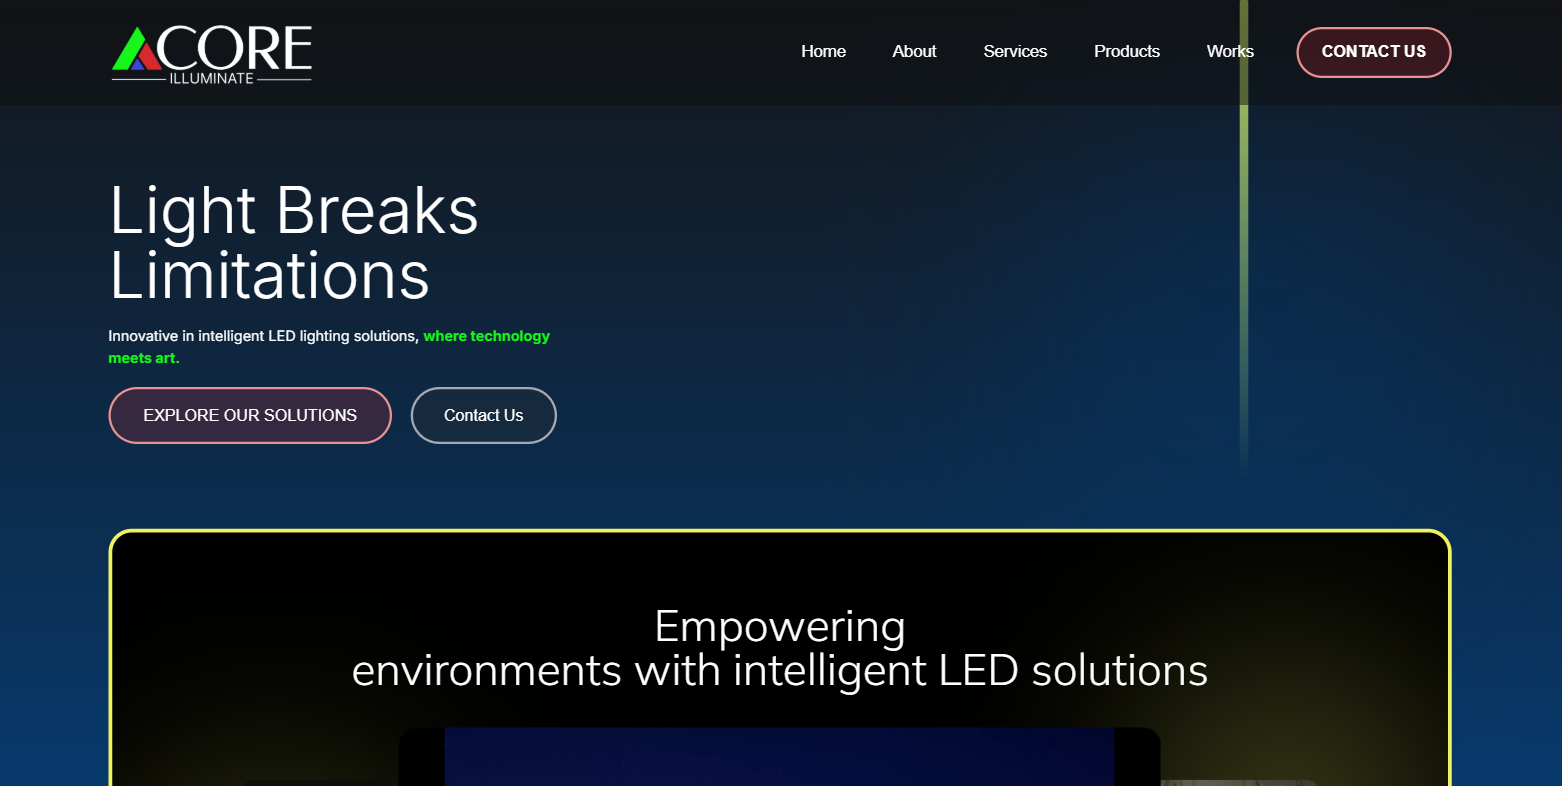 ACORE
ILLUMINATE
Home
About
Services
Products
Works
CONTACT US
Light Breaks
Limitations
Innovative in intelligent LED lighting solutions, where technology
meets art.
EXPLORE OUR SOLUTIONS
Contact Us
Empowering
environments with intelligent LED solutions